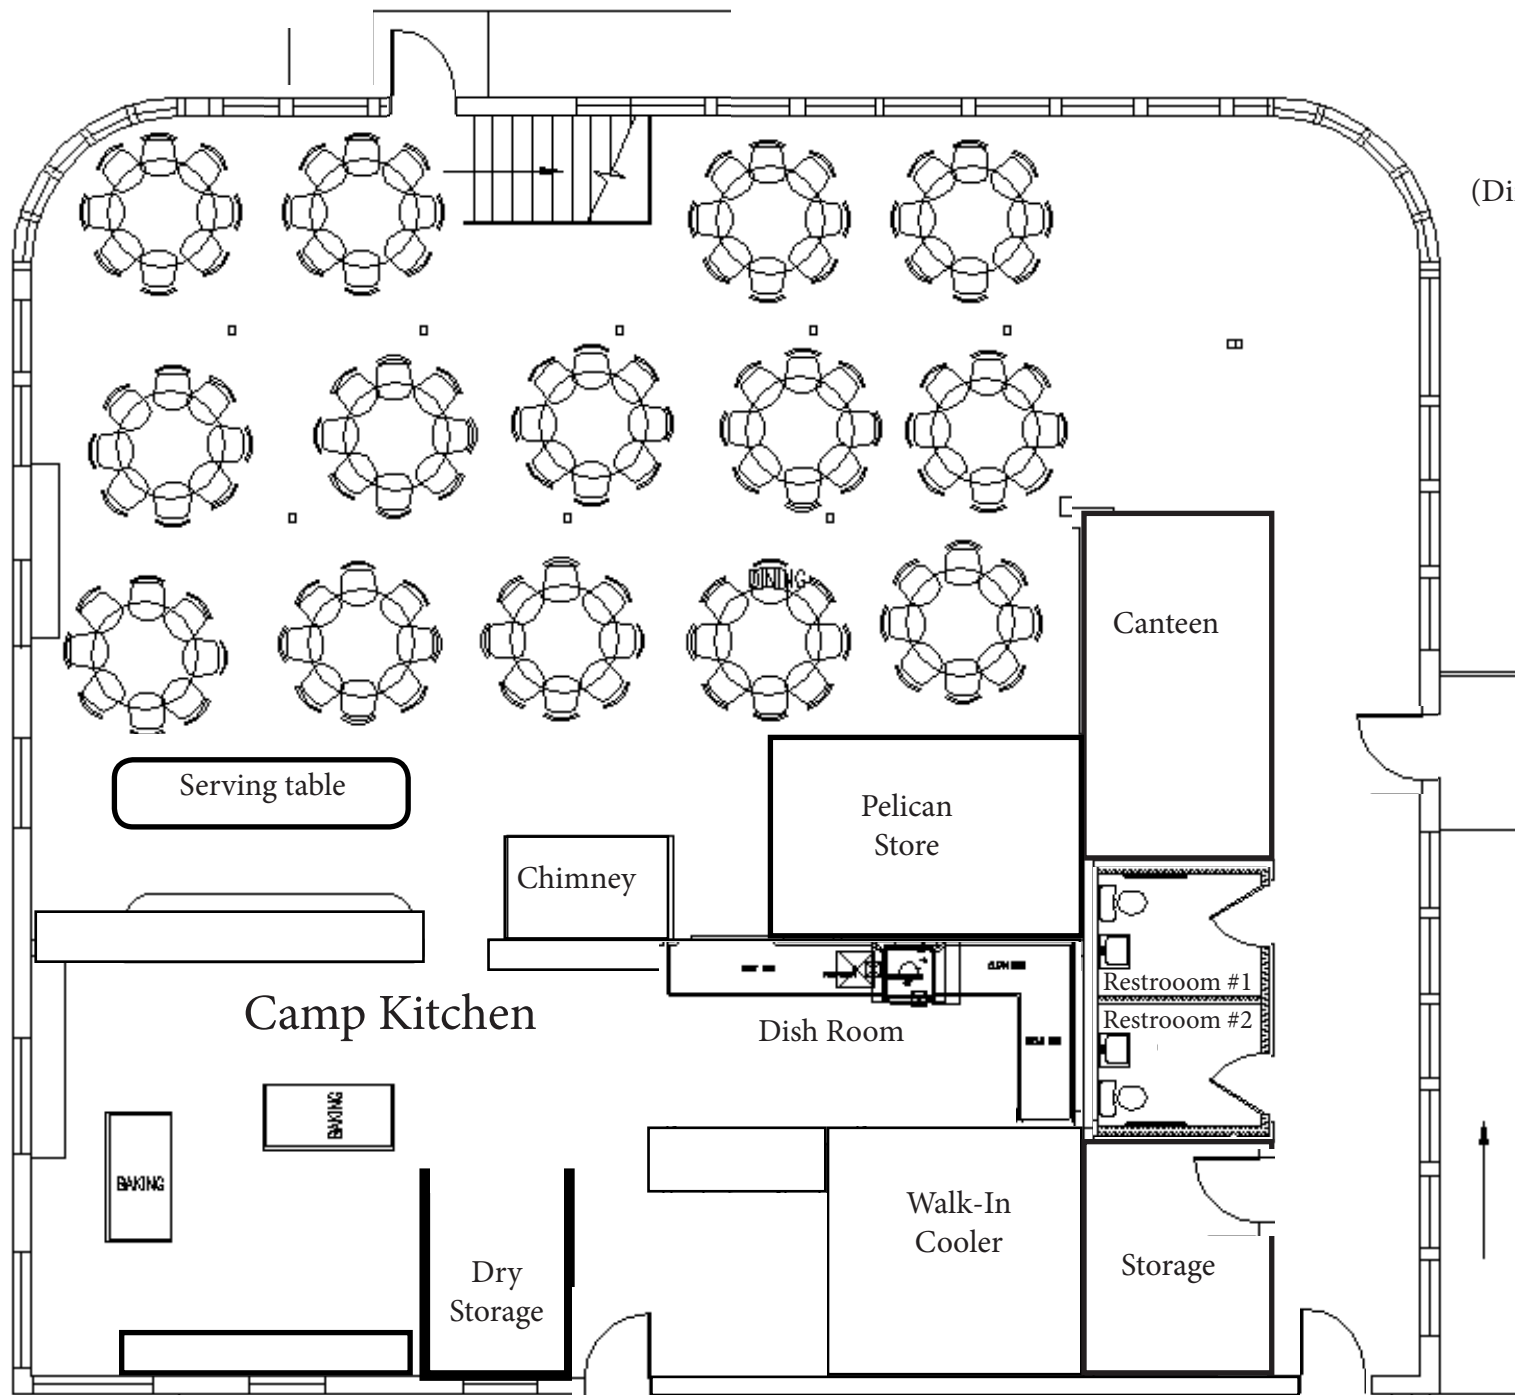 (Di
DINING
Canteen
Serving table
Pelican
Store
Chimney
Restrooom #1
Camp Kitchen
Restrooom #2
Dish Room
BAKING
BAKING
Walk-In
Cooler
Storage
Dry
Storage